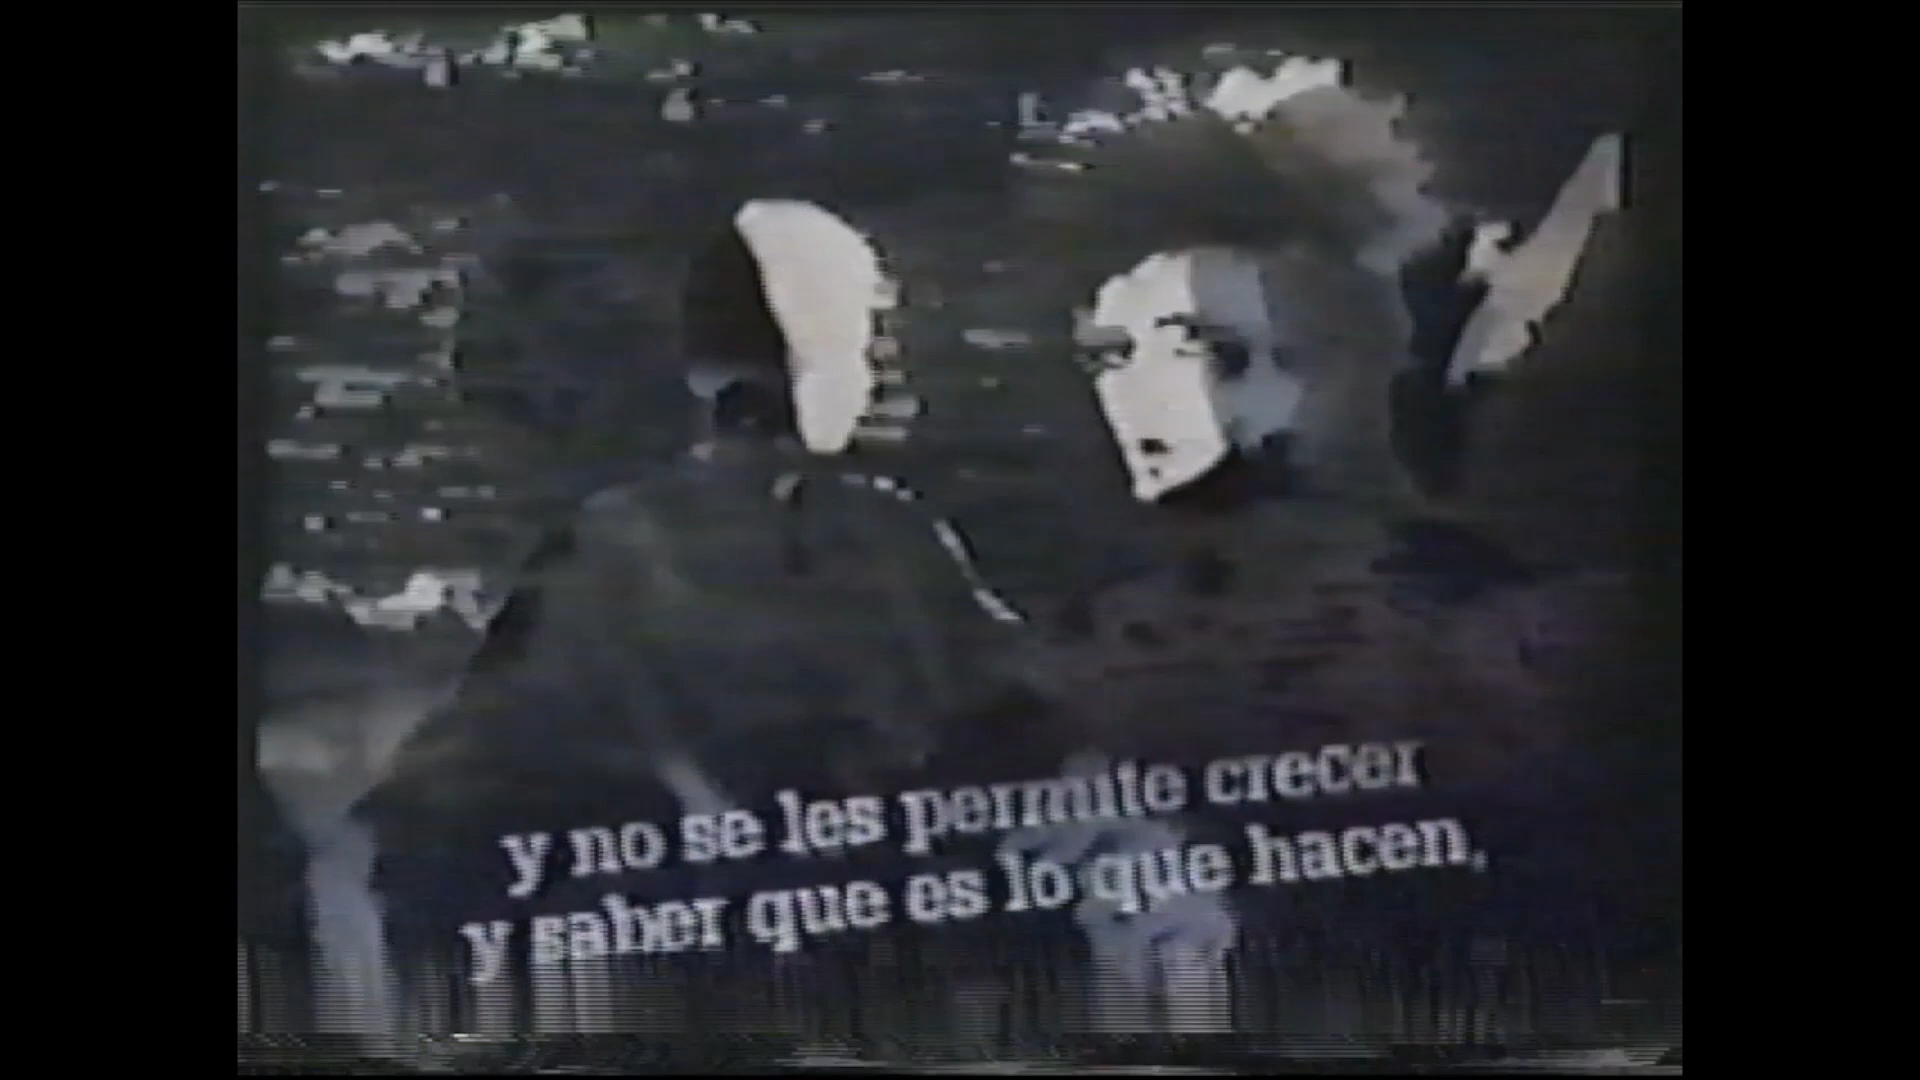 y no se les permite crecer
y saber que es lo que hacen,